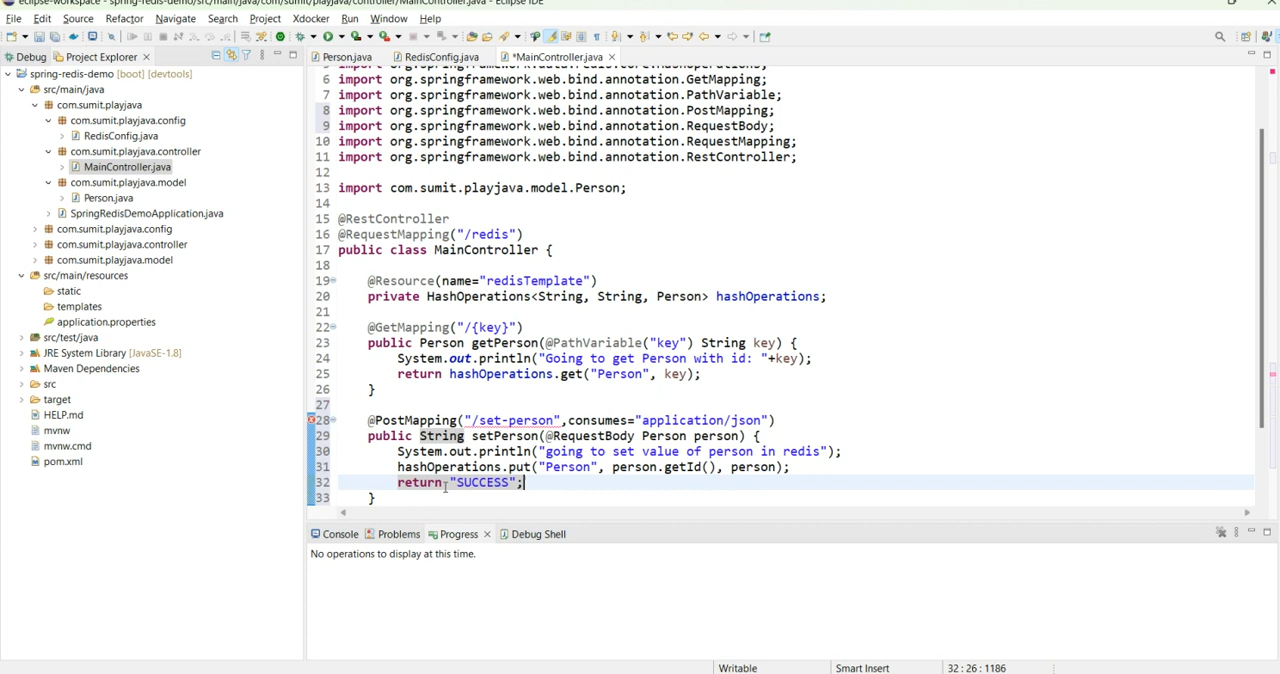 eclipse-workspace - spring-redis-demo/src/main/java/com/sumit/playjava/controller/MainController.java - Eclipse IDE
File Edit Source Refactor Navigate Search Project Xdocker Run Window Help
Debug Project Explorer
Person.java RedisConfig.java *MainController.java
spring-redis-demo [boot] [devtools]
src/main/java
com.sumit.playjava
com.sumit.playjava.config
RedisConfig.java
com.sumit.playjava.controller
MainController.java
com.sumit.playjava.model
Person.java
SpringRedisDemoApplication.java
com.sumit.playjava.config
com.sumit.playjava.controller
com.sumit.playjava.model
src/main/resources
static
templates
application.properties
src/test/java
JRE System Library [JavaSE-1.8]
Maven Dependencies
src
target
HELP.md
mvnw
mvnw.cmd
pom.xml
6 import org.springframework.web.bind.annotation.GetMapping;
7 import org.springframework.web.bind.annotation.PathVariable;
8 import org.springframework.web.bind.annotation.PostMapping;
9 import org.springframework.web.bind.annotation.RequestBody;
10 import org.springframework.web.bind.annotation.RequestMapping;
11 import org.springframework.web.bind.annotation.RestController;
12
13 import com.sumit.playjava.model.Person;
14
15 @RestController
16 @RequestMapping("/redis")
17 public class MainController {
18
19 @Resource(name="redisTemplate")
20 private HashOperations<String, String, Person> hashOperations;
21
22 @GetMapping("/{key}")
23 public Person getPerson(@PathVariable("key") String key) {
24 System.out.println("Going to get Person with id: "+key);
25 return hashOperations.get("Person", key);
26 }
27
28 @PostMapping("/set-person",consumes="application/json")
29 public String setPerson(@RequestBody Person person) {
30 System.out.println("going to set value of person in redis");
31 hashOperations.put("Person", person.getId(), person);
32 return "SUCCESS";
33 }
Console Problems Progress Debug Shell
No operations to display at this time.
Writable Smart Insert 32 : 26 : 1186